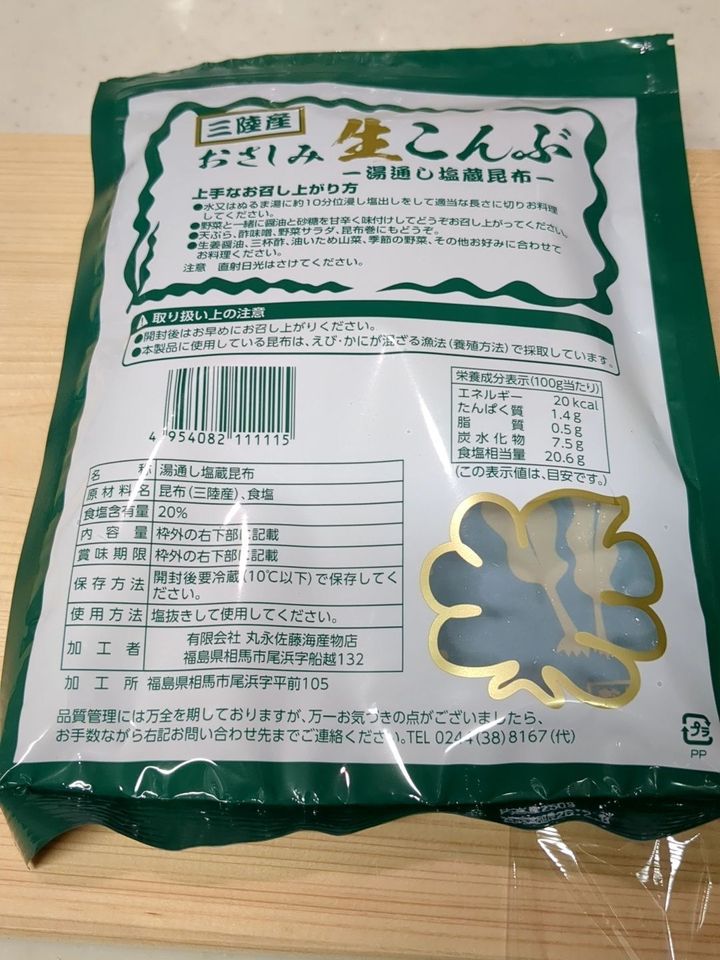 三陸産
おさしみ 生こんぶ
ー湯通し塩蔵昆布ー
上手なお召し上がり方
●水又はぬるま湯に約10分位浸し塩出しをして適当な長さに切りお料理
してください。
●野菜と一緒に醤油と砂糖を甘辛く味付けしてどうぞお召し上がってください。
●天ぷら、酢味噌、野菜サラダ、昆布巻にもどうぞ。
●生姜醤油、三杯酢、油いため山菜、季節の野菜、その他お好みに合わせて
お料理ください。
注意 直射日光はさけてください。
取り扱い上の注意
●開封後はお早めにお召し上がりください。
●本製品に使用している昆布は、えび・かにが混ざる漁法(養殖方法)で採取しています。
4 954082 111115
栄養成分表示(100g当たり)
エネルギー 20kcal
たんぱく質 1.4g
脂質 0.5g
炭水化物 7.5g
食塩相当量 20.6g
(この表示値は、目安です。)
名称 湯通し塩蔵昆布
原材料名 昆布(三陸産)、食塩
食塩含有量 20%
内容量 枠外の右下部に記載
賞味期限 枠外の右下部に記載
保存方法 開封後要冷蔵(10℃以下)で保存してく
ださい。
使用方法 塩抜きして使用してください。
加工者 有限会社 丸永佐藤海産物店
福島県相馬市尾浜字船越132
加工所 福島県相馬市尾浜字平前105
品質管理には万全を期しておりますが、万一お気づきの点がございましたら、
お手数ながら右記お問い合わせ先までご連絡ください。TEL 0244(38)8167(代)
プラ
PP
250g